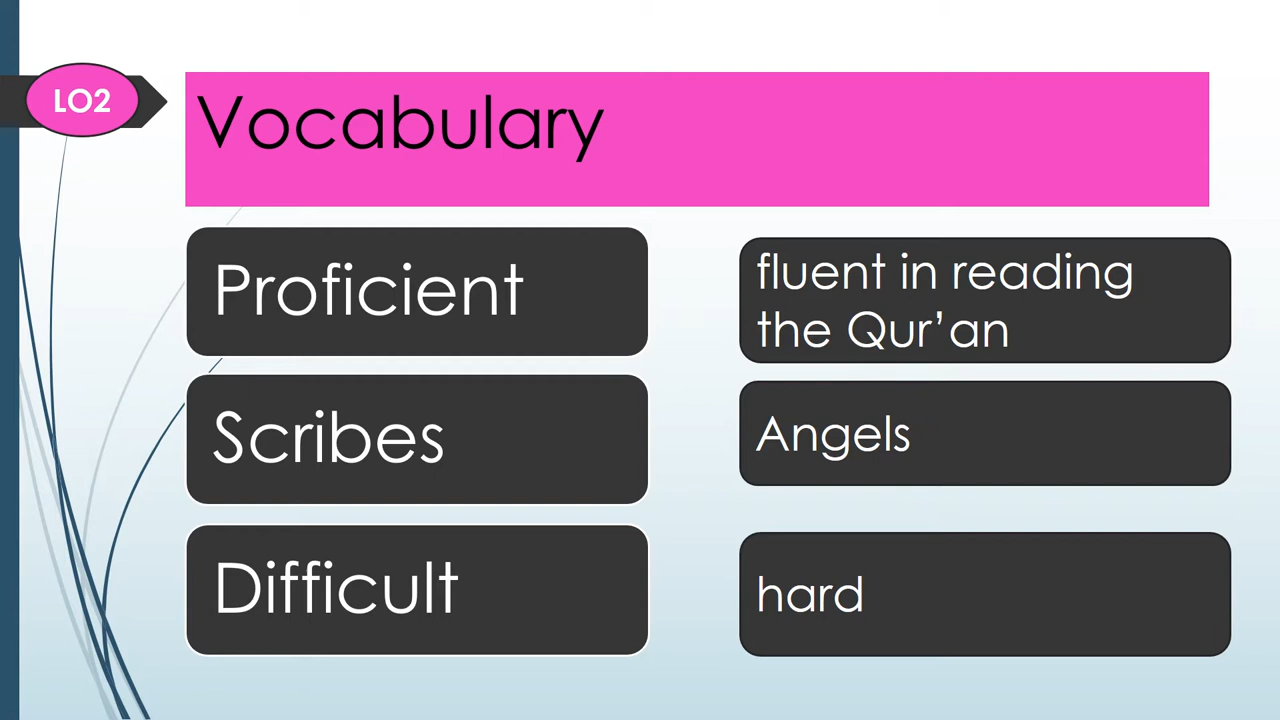 LO2
Vocabulary
Proficient
fluent in reading
the Qur’an
Scribes
Angels
Difficult
hard